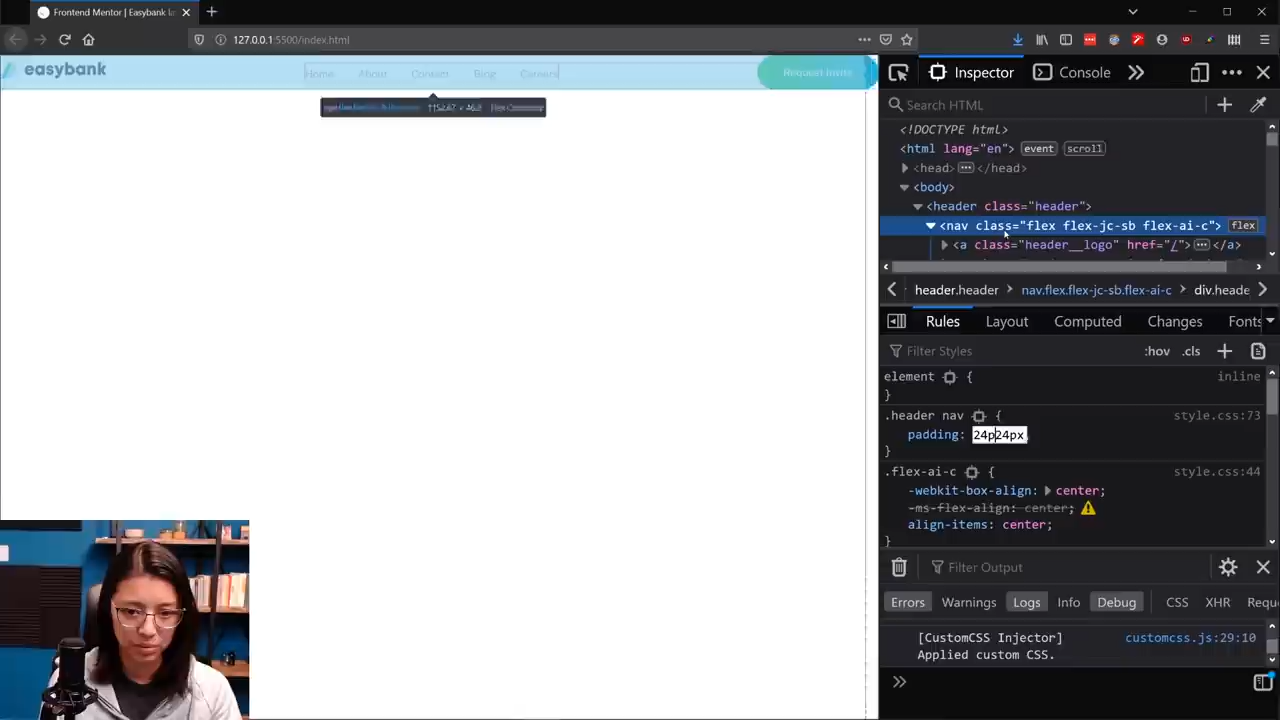 Frontend Mentor | Easybank la
127.0.0.1:5500/index.html
easybank
Home About Contact Blog Careers
Request Invite
Inspector
Console
Search HTML
<!DOCTYPE html>
<html lang="en"> event scroll
<head> </head>
<body>
<header class="header">
<nav class="flex flex-jc-sb flex-ai-c"> flex
<a class="header__logo" href="/"> </a>
header.header
nav.flex.flex-jc-sb.flex-ai-c
div.heade
Rules Layout Computed Changes Fonts
Filter Styles
:hov .cls
element { inline
}
.header nav { style.css:73
padding: 24p24px
}
.flex-ai-c { style.css:44
-webkit-box-align: center;
-ms-flex-align: center;
align-items: center;
}
Filter Output
Errors Warnings Logs Info Debug CSS XHR Requ
[CustomCSS Injector] customcss.js:29:10
Applied custom CSS.